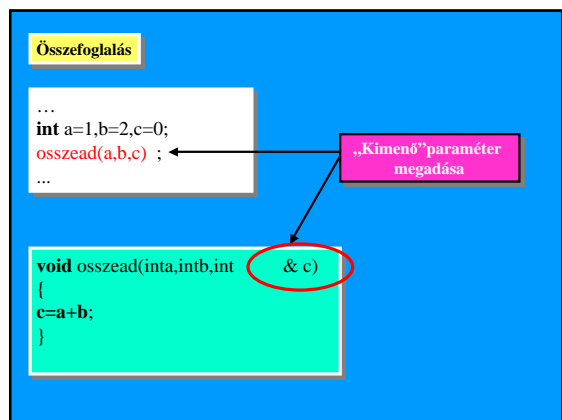 Összefoglalás
…
int a=1,b=2,c=0;
osszead(a,b,c) ;
...
„Kimenő”paraméter
megadása
void osszead(inta,intb,int & c)
{
c=a+b;
}